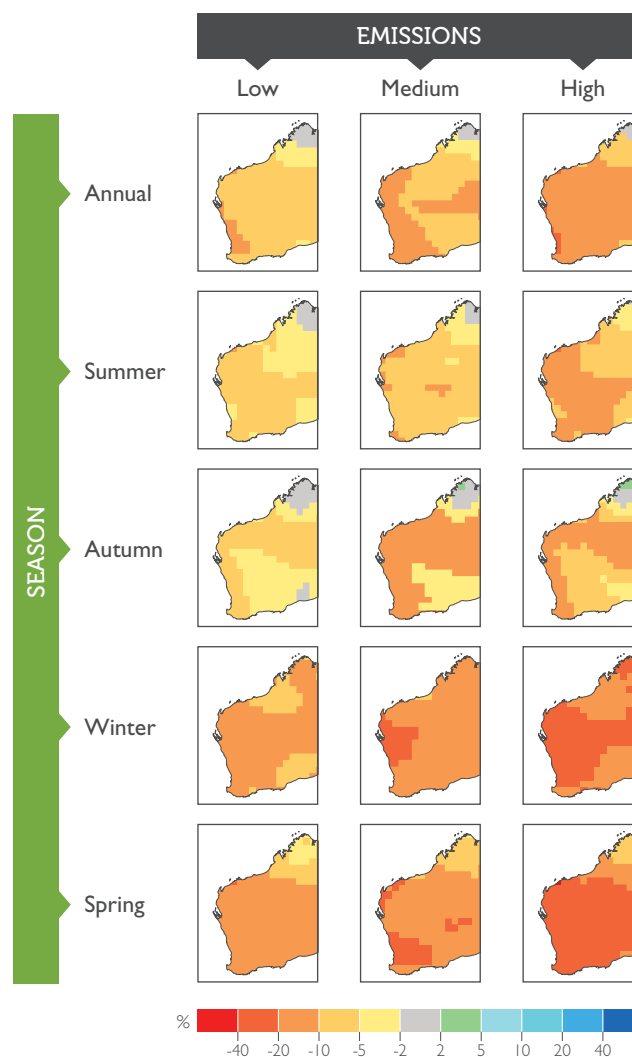 EMISSIONS
Low Medium High
SEASON
Annual
Summer
Autumn
Winter
Spring
%
-40 -20 -10 -5 -2 2 5 10 20 40